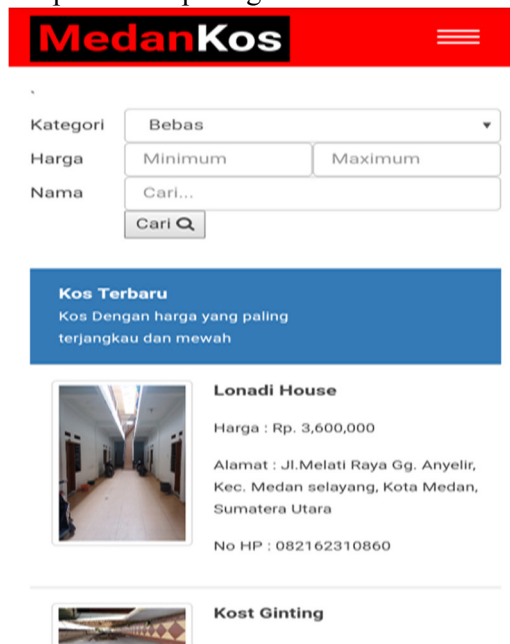 MedanKos
Kategori Bebas
Harga Minimum Maximum
Nama Cari...
Cari
Kos Terbaru
Kos Dengan harga yang paling
terjangkau dan mewah
Lonadi House
Harga : Rp. 3,600,000
Alamat : Jl.Melati Raya Gg. Anyelir,
Kec. Medan selayang, Kota Medan,
Sumatera Utara
No HP : 082162310860
Kost Ginting